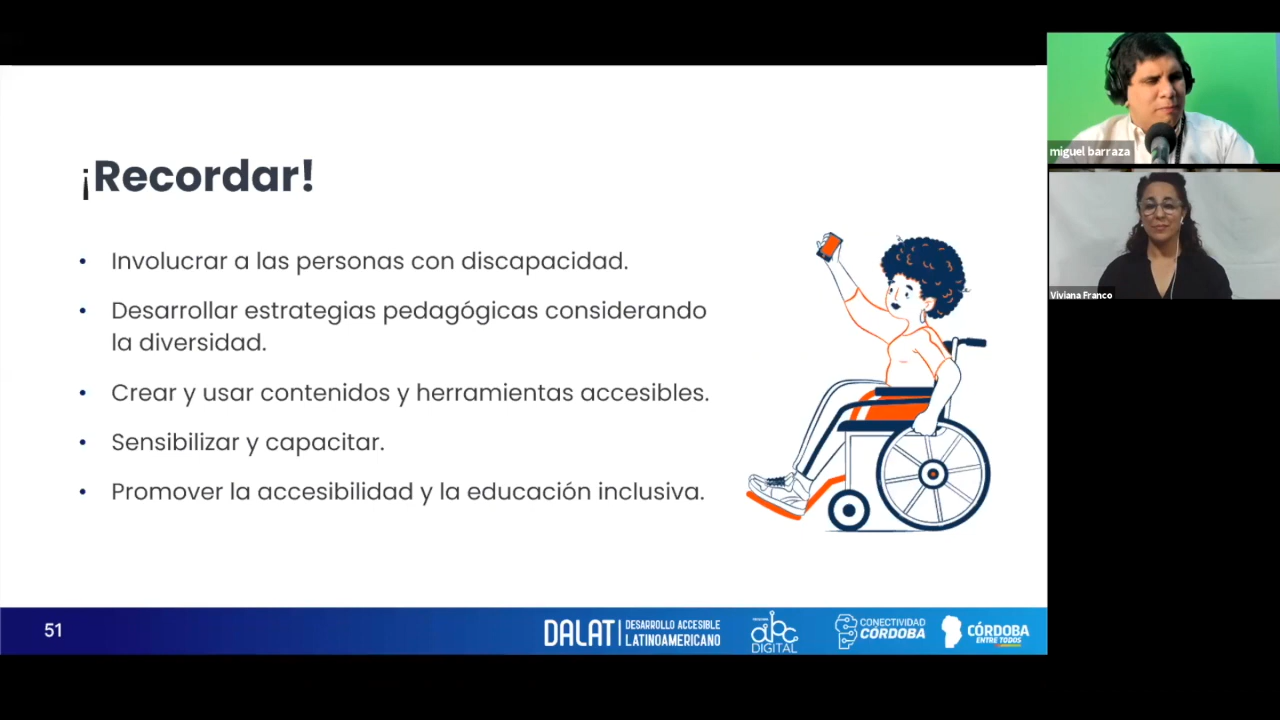 ¡Recordar!
• Involucrar a las personas con discapacidad.
• Desarrollar estrategias pedagógicas considerando
la diversidad.
• Crear y usar contenidos y herramientas accesibles.
• Sensibilizar y capacitar.
• Promover la accesibilidad y la educación inclusiva.
51
DALAT
DESARROLLO ACCESIBLE
LATINOAMERICANO
abc
DIGITAL
CONECTIVIDAD
CÓRDOBA
CÓRDOBA
ENTRE TODOS
miguel barraza
Viviana Franco